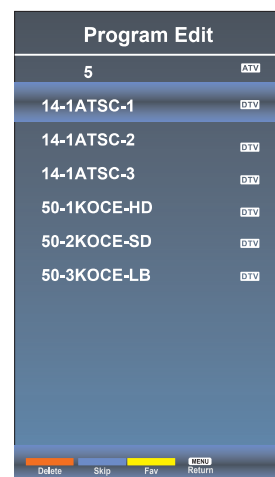 Program Edit
5 ATV
14-1ATSC-1 DTV
14-1ATSC-2 DTV
14-1ATSC-3 DTV
50-1KOCE-HD DTV
50-2KOCE-SD DTV
50-3KOCE-LB DTV
MENU
Delete Skip Fav Return